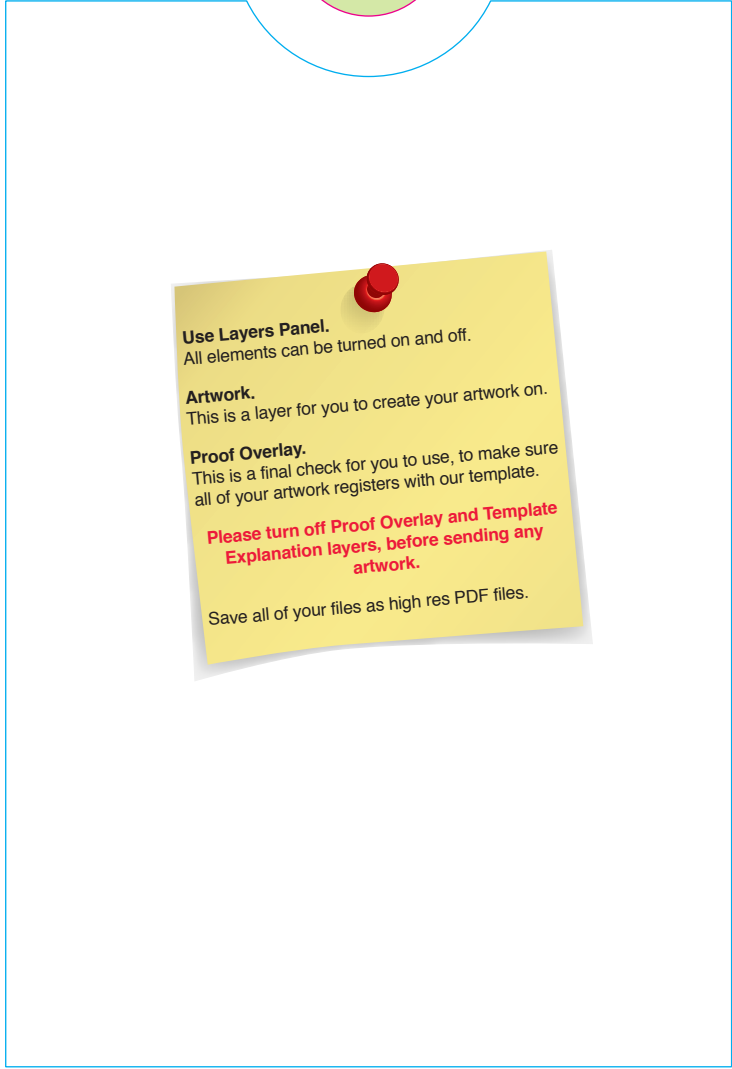 Use Layers Panel.
All elements can be turned on and off.
Artwork.
This is a layer for you to create your artwork on.
Proof Overlay.
This is a final check for you to use, to make sure
all of your artwork registers with our template.
Please turn off Proof Overlay and Template
Explanation layers, before sending any
artwork.
Save all of your files as high res PDF files.